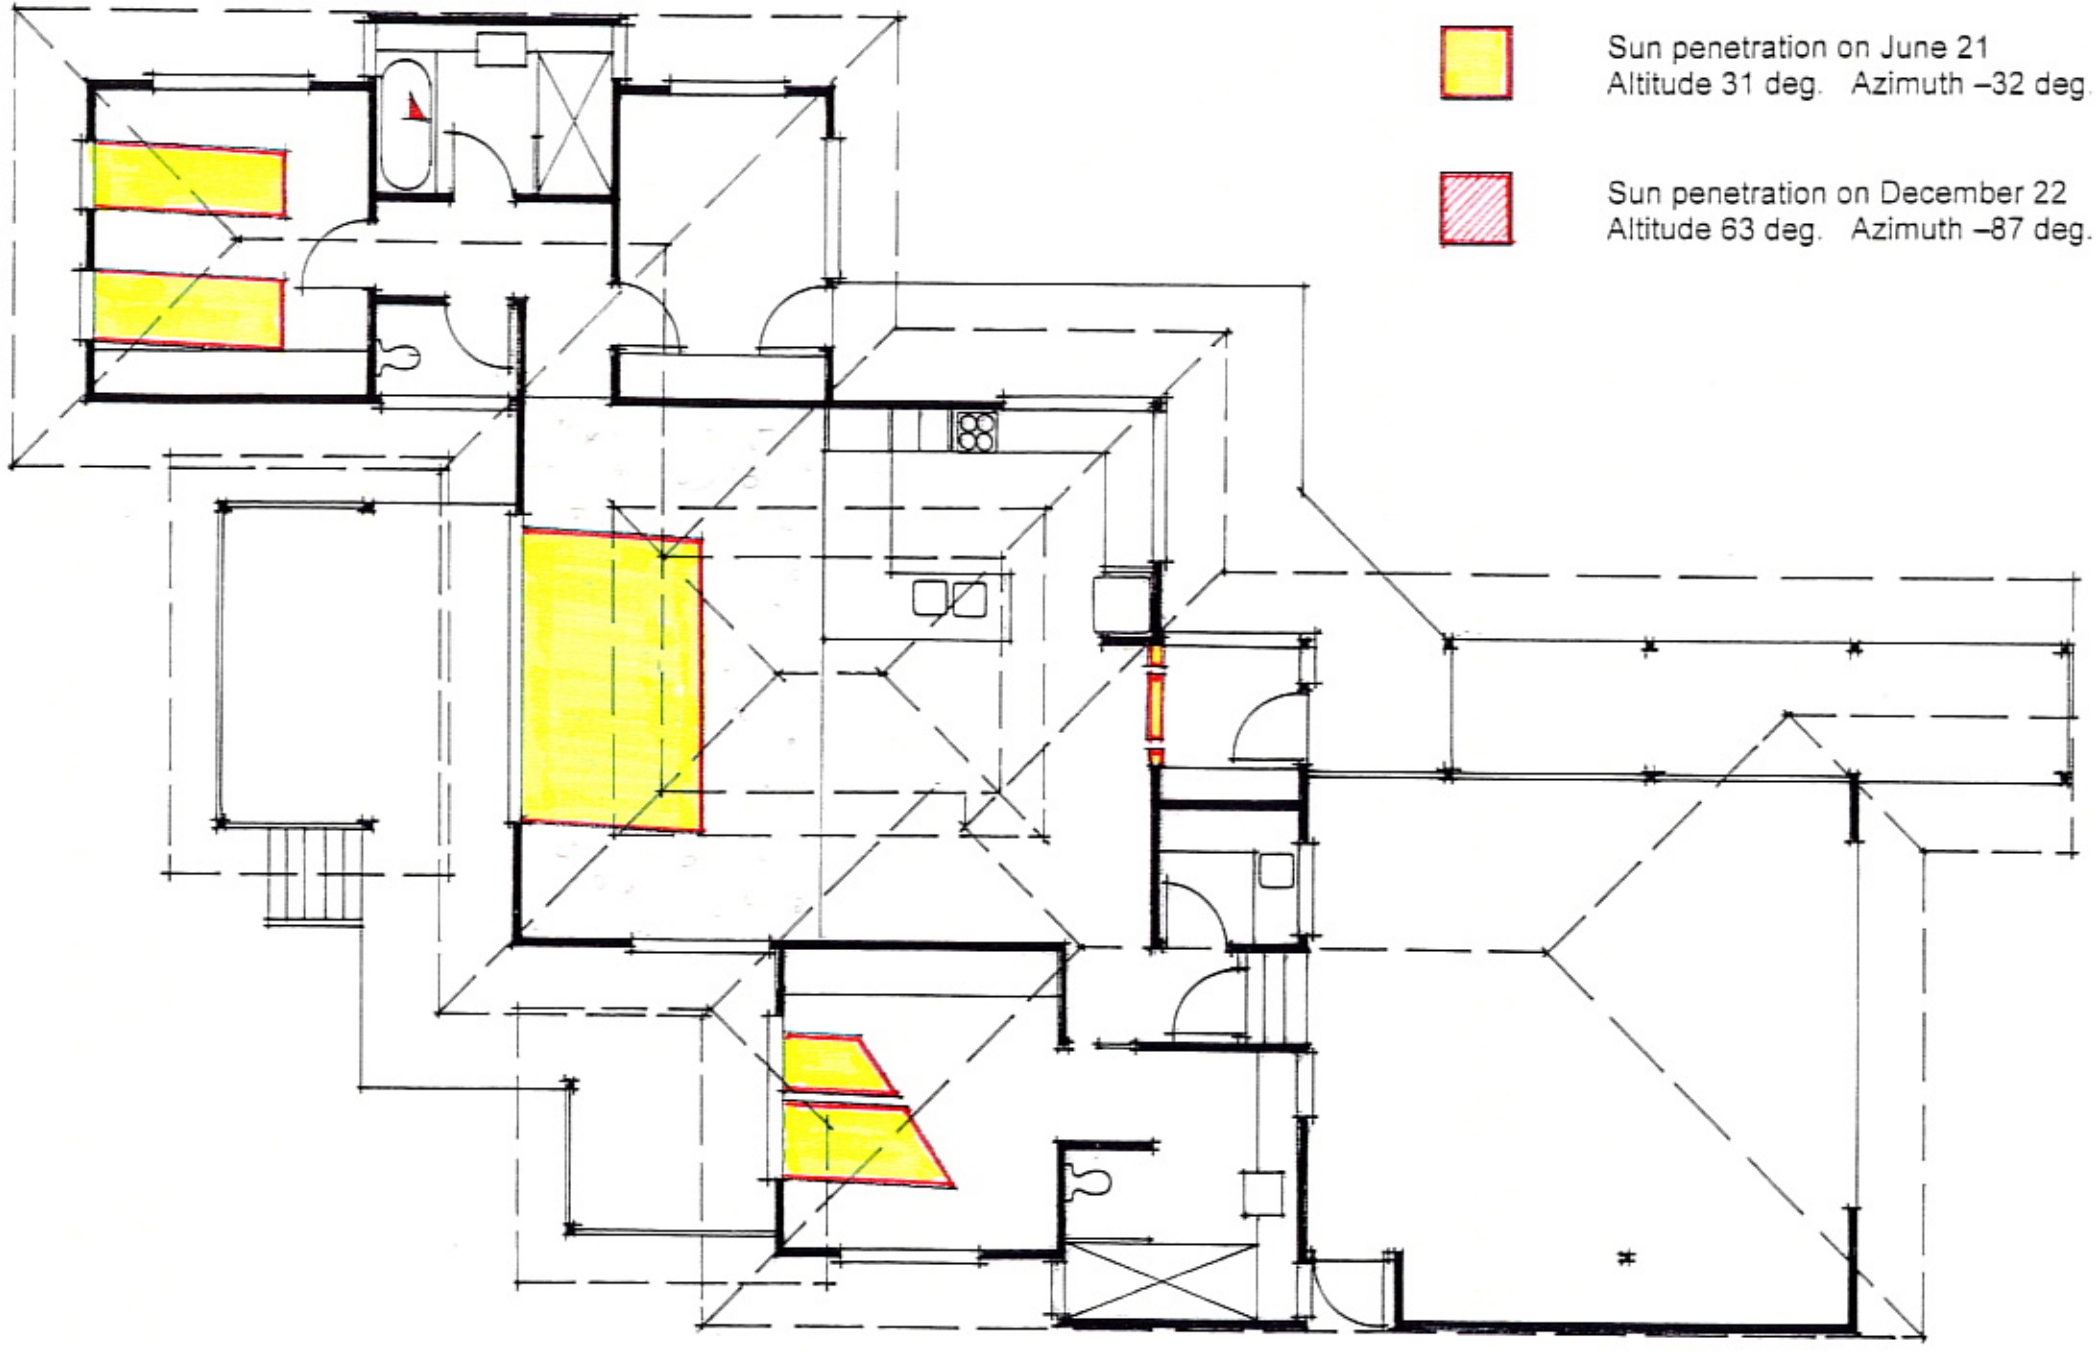 Sun penetration on June 21
Altitude 31 deg. Azimuth –32 deg.
Sun penetration on December 22
Altitude 63 deg. Azimuth –87 deg.